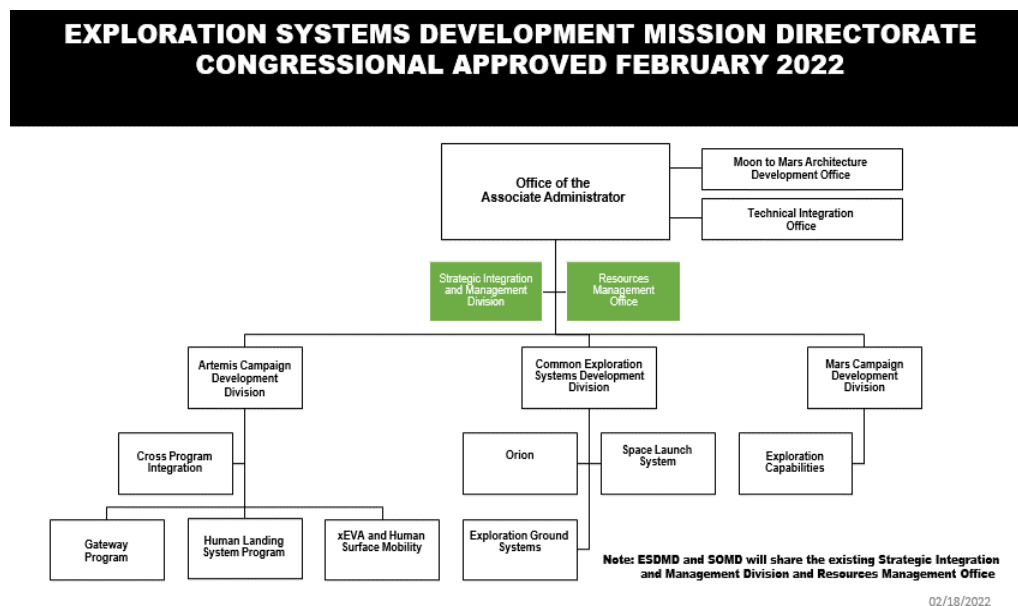 EXPLORATION SYSTEMS DEVELOPMENT MISSION DIRECTORATE
CONGRESSIONAL APPROVED FEBRUARY 2022
Office of the
Associate Administrator
Moon to Mars Architecture
Development Office
Technical Integration
Office
Strategic Integration
and Management
Division
Resources
Management
Office
Artemis Campaign
Development
Division
Common Exploration
Systems Development
Division
Mars Campaign
Development
Division
Cross Program
Integration
Orion
Space Launch
System
Exploration
Capabilities
Gateway
Program
Human Landing
System Program
xEVA and Human
Surface Mobility
Exploration Ground
Systems
Note: ESDMD and SOMD will share the existing Strategic Integration
and Management Division and Resources Management Office
02/18/2022